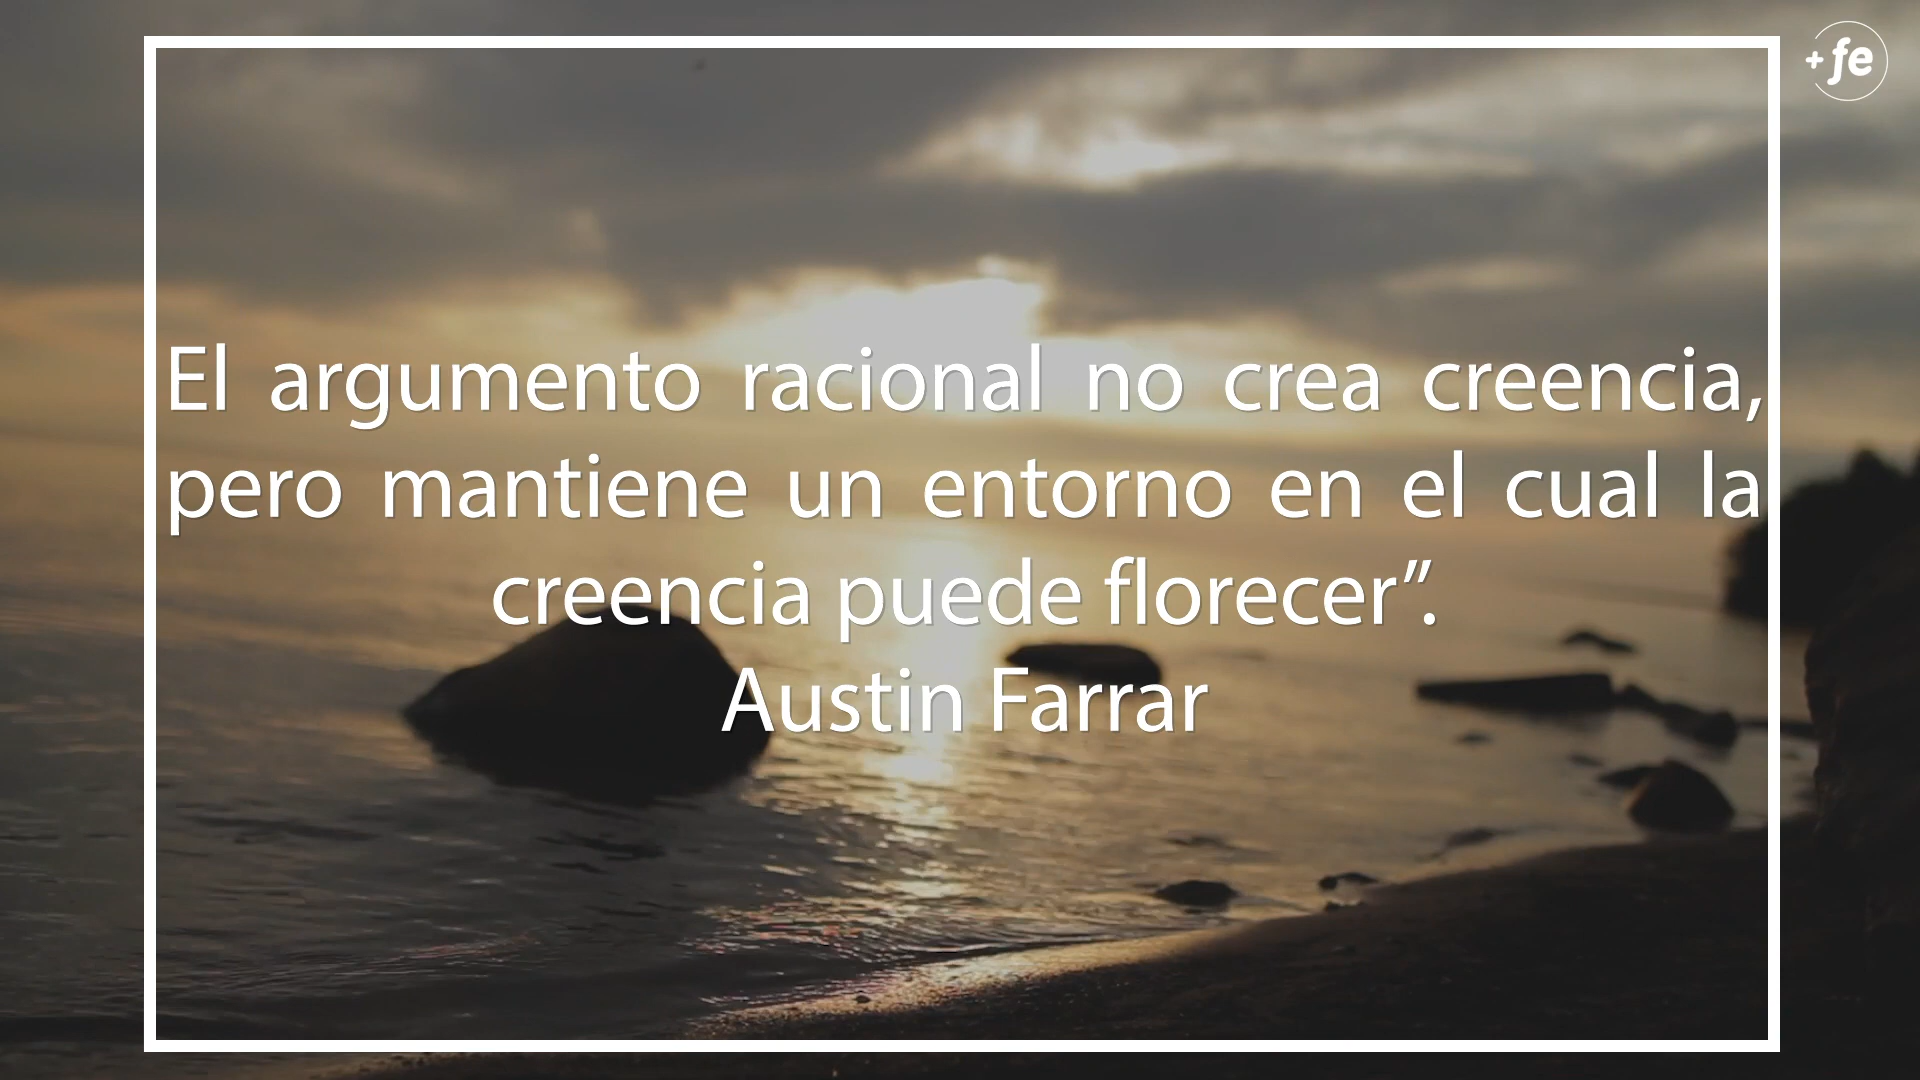 +fe
El argumento racional no crea creencia,
pero mantiene un entorno en el cual la
creencia puede florecer”.
Austin Farrar